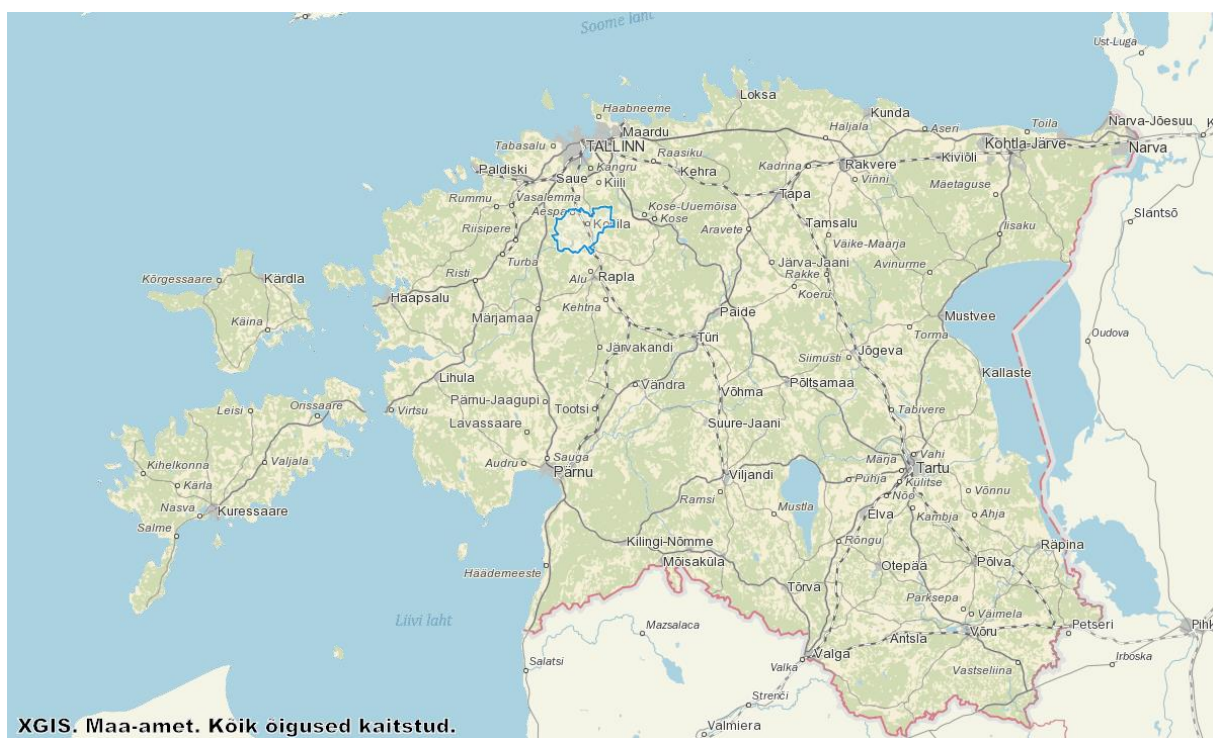 Soome laht
Ust-Luga
Loksa
Haabneeme
Kunda
Maardu
Haljala
Aseri
Toila
Narva-Jõesuu
Tabasalu
TALLINN
Raasiku
Kohtla-Järve
Narva
Kangru
Kadrina
Rakvere
Kiviõli
Paldiski
Saue
Kiili
Kehra
Vinni
Rummu
Vasalemma
Tapa
Mäetaguse
Aespa
Kose-Uuemõisa
Kose
Slantsõ
Riisipere
Kohila
Aravete
Tamsalu
Iisaku
Väike-Maarja
Turba
Järva-Jaani
Avinurme
Kõrgessaare
Kärdla
Risti
Alu
Rapla
Rakke
Koeru
Haapsalu
Kehtna
Käina
Märjamaa
Paide
Mustvee
Torma
Oudova
Türi
Järvakandi
Siimusti
Jõgeva
Kallaste
Lihula
Vändra
Võhma
Põltsamaa
Leisi
Orissaare
Virtsu
Pärnu-Jaagupi
Tootsi
Tabivere
Lavassaare
Suure-Jaani
Kihelkonna
Valjala
Sauga
Vahi
Audru
Pärnu
Märja
Tartu
Kärla
Viljandi
Puhja
Külitse
Nasva
Kuressaare
Ramsi
Nõo
Võnnu
Salme
Mustla
Elva
Kambja
Ahja
Kilingi-Nõmme
Rõngu
Räpina
Häädemeeste
Mõisaküla
Otepää
Põlva
Tõrva
Parksepa
Väimela
Liivi laht
Mazsalaca
Antsla
Võru
Petseri
Pihk
Salatsi
Valka
Valga
Vastseliina
Irboska
Strenči
XGIS. Maa-amet. Kõik õigused kaitstud.
Valmiera